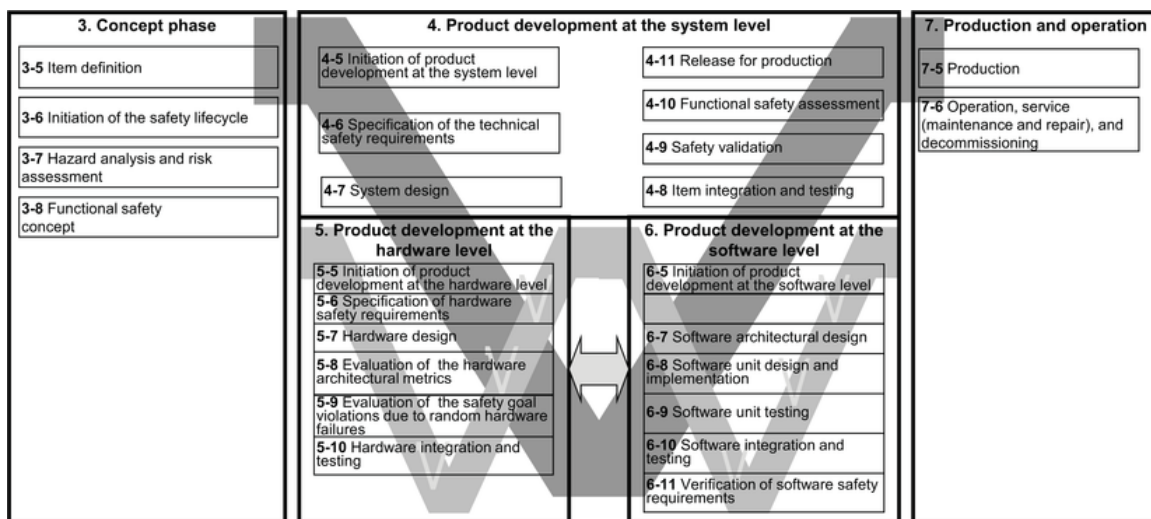 3. Concept phase
3-5 Item definition
3-6 Initiation of the safety lifecycle
3-7 Hazard analysis and risk
assessment
3-8 Functional safety
concept
4. Product development at the system level
4-5 Initiation of product
development at the system level
4-6 Specification of the technical
safety requirements
4-7 System design
4-11 Release for production
4-10 Functional safety assessment
4-9 Safety validation
4-8 Item integration and testing
5. Product development at the
hardware level
5-5 Initiation of product
development at the hardware level
5-6 Specification of hardware
safety requirements
5-7 Hardware design
5-8 Evaluation of the hardware
architectural metrics
5-9 Evaluation of the safety goal
violations due to random hardware
failures
5-10 Hardware integration and
testing
6. Product development at the
software level
6-5 Initiation of product
development at the software level
6-7 Software architectural design
6-8 Software unit design and
implementation
6-9 Software unit testing
6-10 Software integration and
testing
6-11 Verification of software safety
requirements
7. Production and operation
7-5 Production
7-6 Operation, service
(maintenance and repair), and
decommissioning